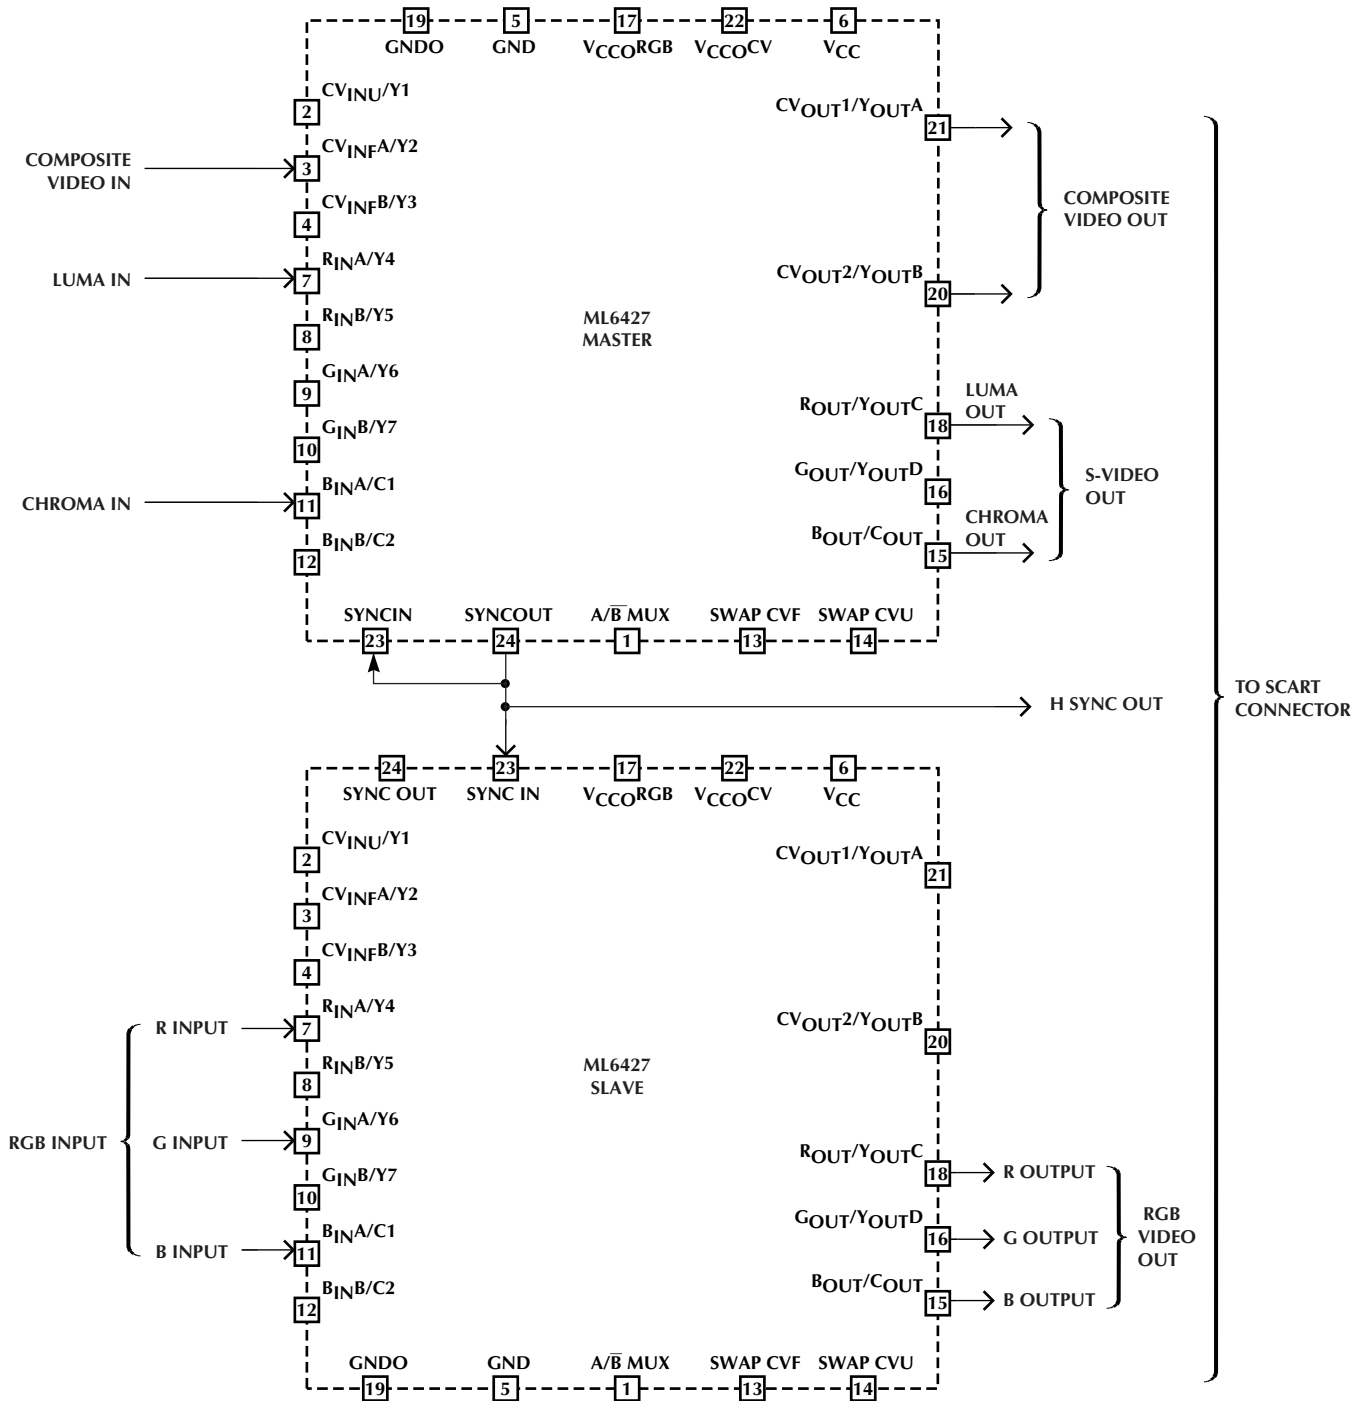 19 5 17 22 6
GNDO GND VCCORGB VCCOCV VCC
CVINU/Y1
2
CVINFA/Y2
3
COMPOSITE
VIDEO IN
CVINFB/Y3
4
LUMA IN
RINA/Y4
7
RINB/Y5
8
GINA/Y6
9
GINB/Y7
10
CHROMA IN
BINA/C1
11
BINB/C2
12
ML6427
MASTER
CVOUT1/YOUTA
21
CVOUT2/YOUTB
20
COMPOSITE
VIDEO OUT
ROUT/YOUTC
18
LUMA
OUT
GOUT/YOUTD
16
BOUT/COUT
15
CHROMA
OUT
S-VIDEO
OUT
SYNCIN SYNCOUT A/B̅ MUX SWAP CVF SWAP CVU
23 24 1 13 14
H SYNC OUT
TO SCART
CONNECTOR
24 23 17 22 6
SYNC OUT SYNC IN VCCORGB VCCOCV VCC
CVINU/Y1
2
CVINFA/Y2
3
CVINFB/Y3
4
RGB INPUT
R INPUT
RINA/Y4
7
RINB/Y5
8
G INPUT
GINA/Y6
9
GINB/Y7
10
B INPUT
BINA/C1
11
BINB/C2
12
ML6427
SLAVE
CVOUT1/YOUTA
21
CVOUT2/YOUTB
20
ROUT/YOUTC
18
R OUTPUT
GOUT/YOUTD
16
G OUTPUT
BOUT/COUT
15
B OUTPUT
RGB
VIDEO
OUT
GNDO GND A/B̅ MUX SWAP CVF SWAP CVU
19 5 1 13 14